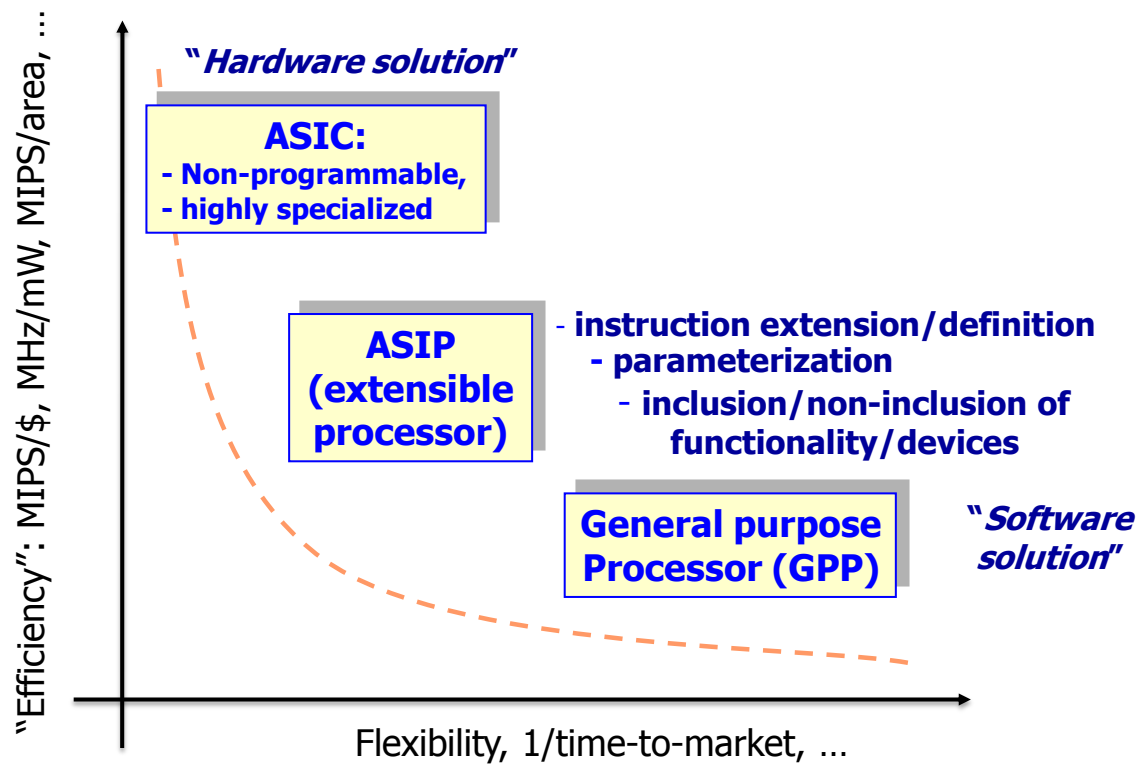 "Efficiency": MIPS/$, MHz/mW, MIPS/area, …
"Hardware solution"
ASIC:
- Non-programmable,
- highly specialized
ASIP
(extensible
processor)
- instruction extension/definition
- parameterization
- inclusion/non-inclusion of
functionality/devices
General purpose
Processor (GPP)
"Software
solution"
Flexibility, 1/time-to-market, …